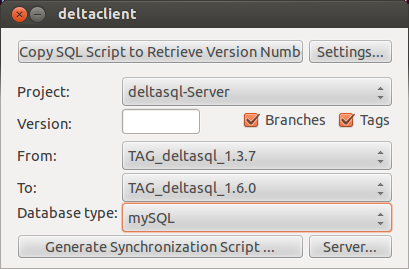 deltaclient
Copy SQL Script to Retrieve Version Numb Settings...
Project: deltasql-Server
Version: Branches Tags
From: TAG_deltasql_1.3.7
To: TAG_deltasql_1.6.0
Database type: mySQL
Generate Synchronization Script ... Server...